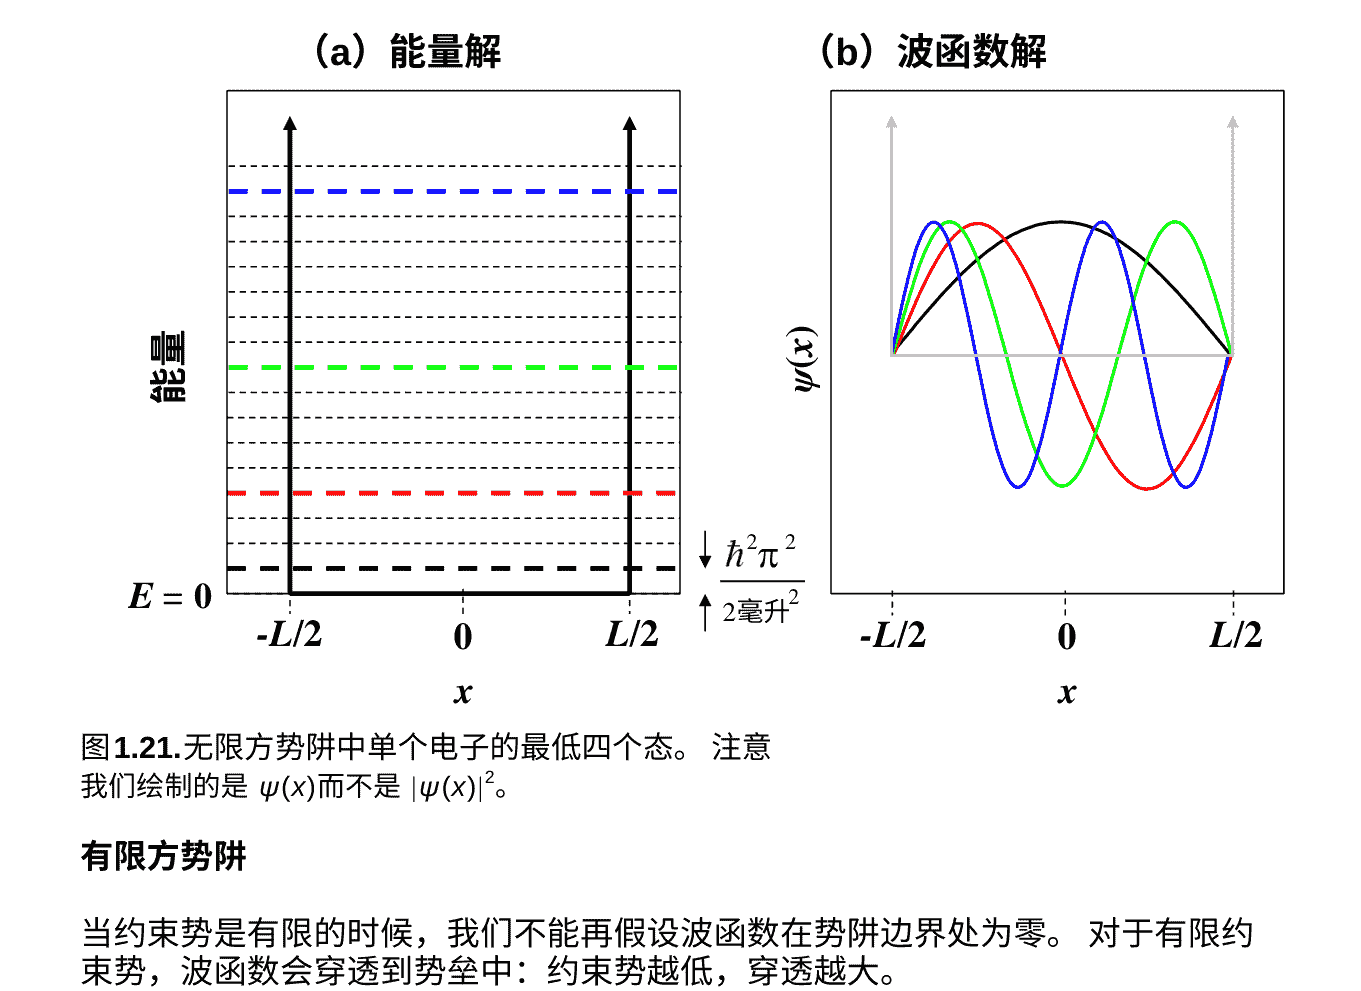 (a) 能量解
(b) 波函数解
能量
E = 0
-L/2
0
L/2
x
ħ²π²
2毫升²
ψ(x)
-L/2
0
L/2
x
图1.21.无限方势阱中单个电子的最低四个态。 注意
我们绘制的是 ψ(x)而不是 |ψ(x)|²。
有限方势阱
当约束势是有限的时候，我们不能再假设波函数在势阱边界处为零。 对于有限约
束势，波函数会穿透到势垒中：约束势越低，穿透越大。